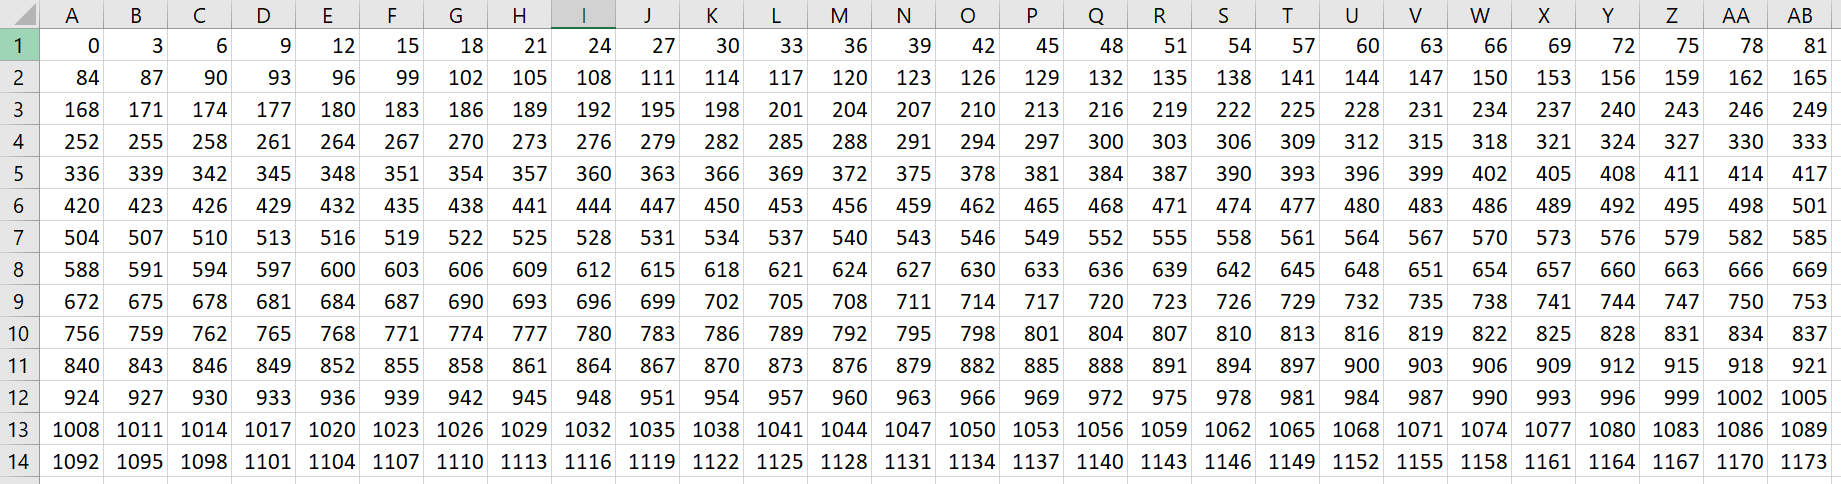 A B C D E F G H I J K L M N O P Q R S T U V W X Y Z AA AB
1 0 3 6 9 12 15 18 21 24 27 30 33 36 39 42 45 48 51 54 57 60 63 66 69 72 75 78 81
2 84 87 90 93 96 99 102 105 108 111 114 117 120 123 126 129 132 135 138 141 144 147 150 153 156 159 162 165
3 168 171 174 177 180 183 186 189 192 195 198 201 204 207 210 213 216 219 222 225 228 231 234 237 240 243 246 249
4 252 255 258 261 264 267 270 273 276 279 282 285 288 291 294 297 300 303 306 309 312 315 318 321 324 327 330 333
5 336 339 342 345 348 351 354 357 360 363 366 369 372 375 378 381 384 387 390 393 396 399 402 405 408 411 414 417
6 420 423 426 429 432 435 438 441 444 447 450 453 456 459 462 465 468 471 474 477 480 483 486 489 492 495 498 501
7 504 507 510 513 516 519 522 525 528 531 534 537 540 543 546 549 552 555 558 561 564 567 570 573 576 579 582 585
8 588 591 594 597 600 603 606 609 612 615 618 621 624 627 630 633 636 639 642 645 648 651 654 657 660 663 666 669
9 672 675 678 681 684 687 690 693 696 699 702 705 708 711 714 717 720 723 726 729 732 735 738 741 744 747 750 753
10 756 759 762 765 768 771 774 777 780 783 786 789 792 795 798 801 804 807 810 813 816 819 822 825 828 831 834 837
11 840 843 846 849 852 855 858 861 864 867 870 873 876 879 882 885 888 891 894 897 900 903 906 909 912 915 918 921
12 924 927 930 933 936 939 942 945 948 951 954 957 960 963 966 969 972 975 978 981 984 987 990 993 996 999 1002 1005
13 1008 1011 1014 1017 1020 1023 1026 1029 1032 1035 1038 1041 1044 1047 1050 1053 1056 1059 1062 1065 1068 1071 1074 1077 1080 1083 1086 1089
14 1092 1095 1098 1101 1104 1107 1110 1113 1116 1119 1122 1125 1128 1131 1134 1137 1140 1143 1146 1149 1152 1155 1158 1161 1164 1167 1170 1173